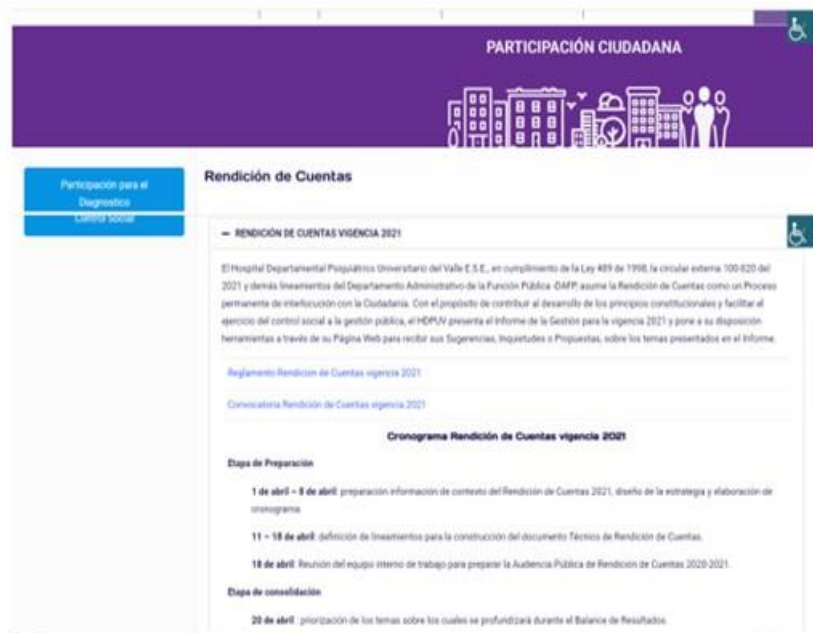 PARTICIPACIÓN CIUDADANA
Participación para el
Diagnostico
Control Social
Rendición de Cuentas
– RENDICIÓN DE CUENTAS VIGENCIA 2021
El Hospital Departamental Psiquiátrico Universitario del Valle E.S.E., en cumplimiento de la Ley 489 de 1998, la circular externa 100-020 del
2021 y demás lineamientos del Departamento Administrativo de la Función Pública -DAFP, asume la Rendición de Cuentas como un Proceso
permanente de interlocución con la Ciudadanía. Con el propósito de contribuir al desarrollo de los principios constitucionales y facilitar el
ejercicio del control social a la gestión pública, el HDPUV presenta el Informe de la Gestión para la vigencia 2021 y pone a su disposición
herramientas a través de su Página Web para recibir sus Sugerencias, Inquietudes o Propuestas, sobre los temas presentados en el Informe.
Reglamento Rendicion de Cuentas vigencia 2021
Convocatoria Rendición de Cuentas vigencia 2021
Cronograma Rendición de Cuentas vigencia 2021
Etapa de Preparación
1 de abril – 8 de abril: preparación información de contexto del Rendición de Cuentas 2021, diseño de la estrategia y elaboración de
cronograma.
11 – 18 de abril: definición de lineamientos para la construcción del documento Técnico de Rendición de Cuentas.
18 de abril: Reunión del equipo interno de trabajo para preparar la Audiencia Pública de Rendición de Cuentas 2020-2021.
Etapa de consolidación
20 de abril : priorización de los temas sobre los cuales se profundizará durante el Balance de Resultados.